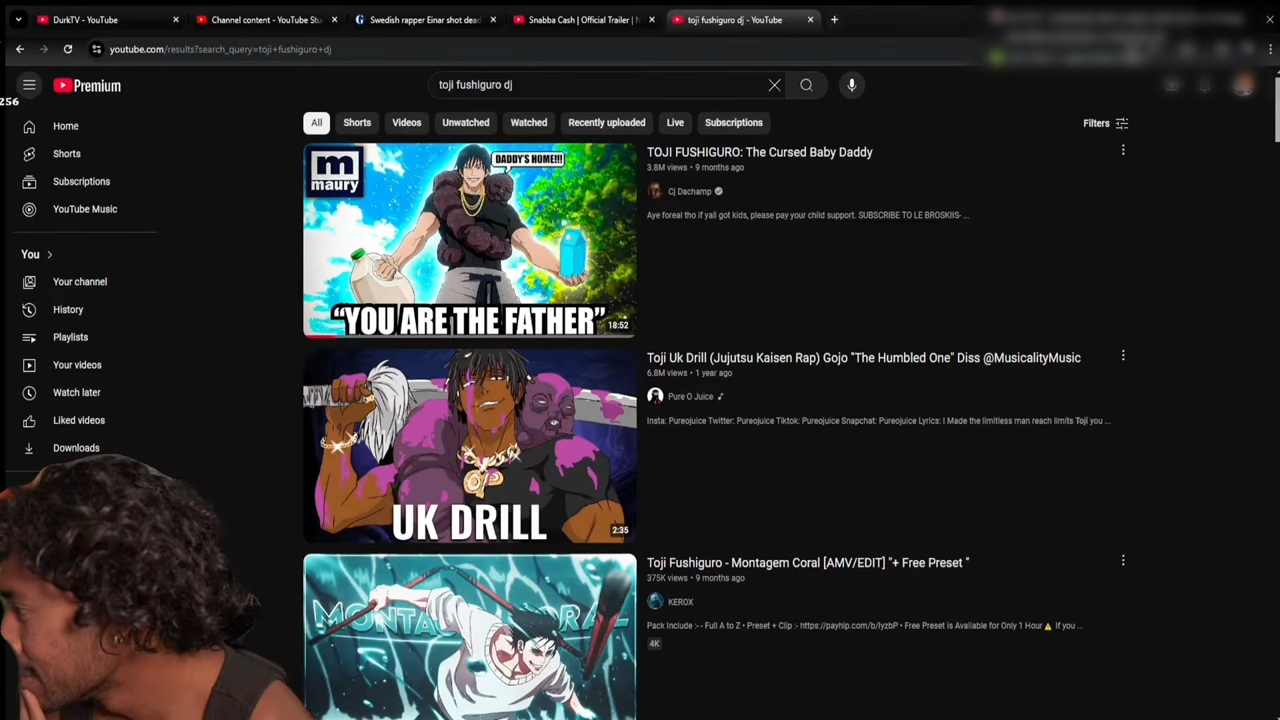 DurkTV - YouTube
Channel content - YouTube Stu
Swedish rapper Einar shot dead
Snabba Cash | Official Trailer | N
toji fushiguro dj - YouTube
youtube.com/results?search_query=toji+fushiguro+dj
256
Premium
toji fushiguro dj
Home
Shorts
Subscriptions
YouTube Music
You
Your channel
History
Playlists
Your videos
Watch later
Liked videos
Downloads
All
Shorts
Videos
Unwatched
Watched
Recently uploaded
Live
Subscriptions
Filters
m
maury
DADDY'S HOME!!!
"YOU ARE THE FATHER"
18:52
TOJI FUSHIGURO: The Cursed Baby Daddy
3.8M views • 9 months ago
Cj Dachamp
Aye foreal tho if yall got kids, please pay your child support. SUBSCRIBE TO LE BROSKIIS- ...
UK DRILL
2:35
Toji Uk Drill (Jujutsu Kaisen Rap) Gojo "The Humbled One" Diss @MusicalityMusic
6.8M views • 1 year ago
Pure O Juice
Insta: Pureojuice Twitter: Pureojuice Tiktok: Pureojuice Snapchat: Pureojuice Lyrics: I Made the limitless man reach limits Toji you ...
Toji Fushiguro - Montagem Coral [AMV/EDIT] "+ Free Preset "
375K views • 9 months ago
KEROX
Pack Include :- - Full A to Z • Preset + Clip :- https://payhip.com/b/IyzbP • Free Preset is Available for Only 1 Hour ⚠ If you ...
4K